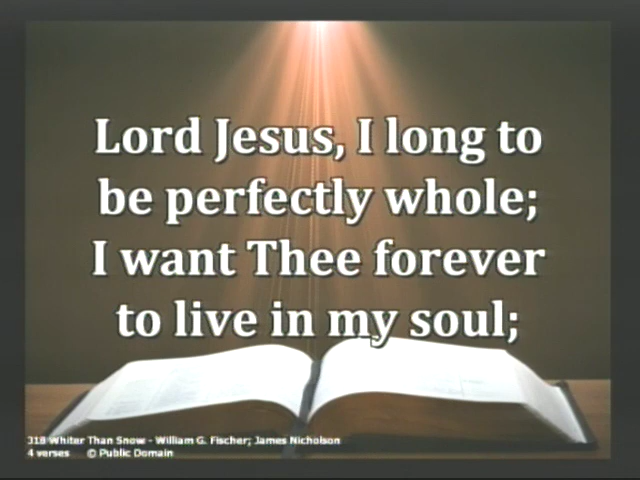 Lord Jesus, I long to
be perfectly whole;
I want Thee forever
to live in my soul;
318 Whiter Than Snow - William G. Fischer; James Nicholson
4 verses © Public Domain